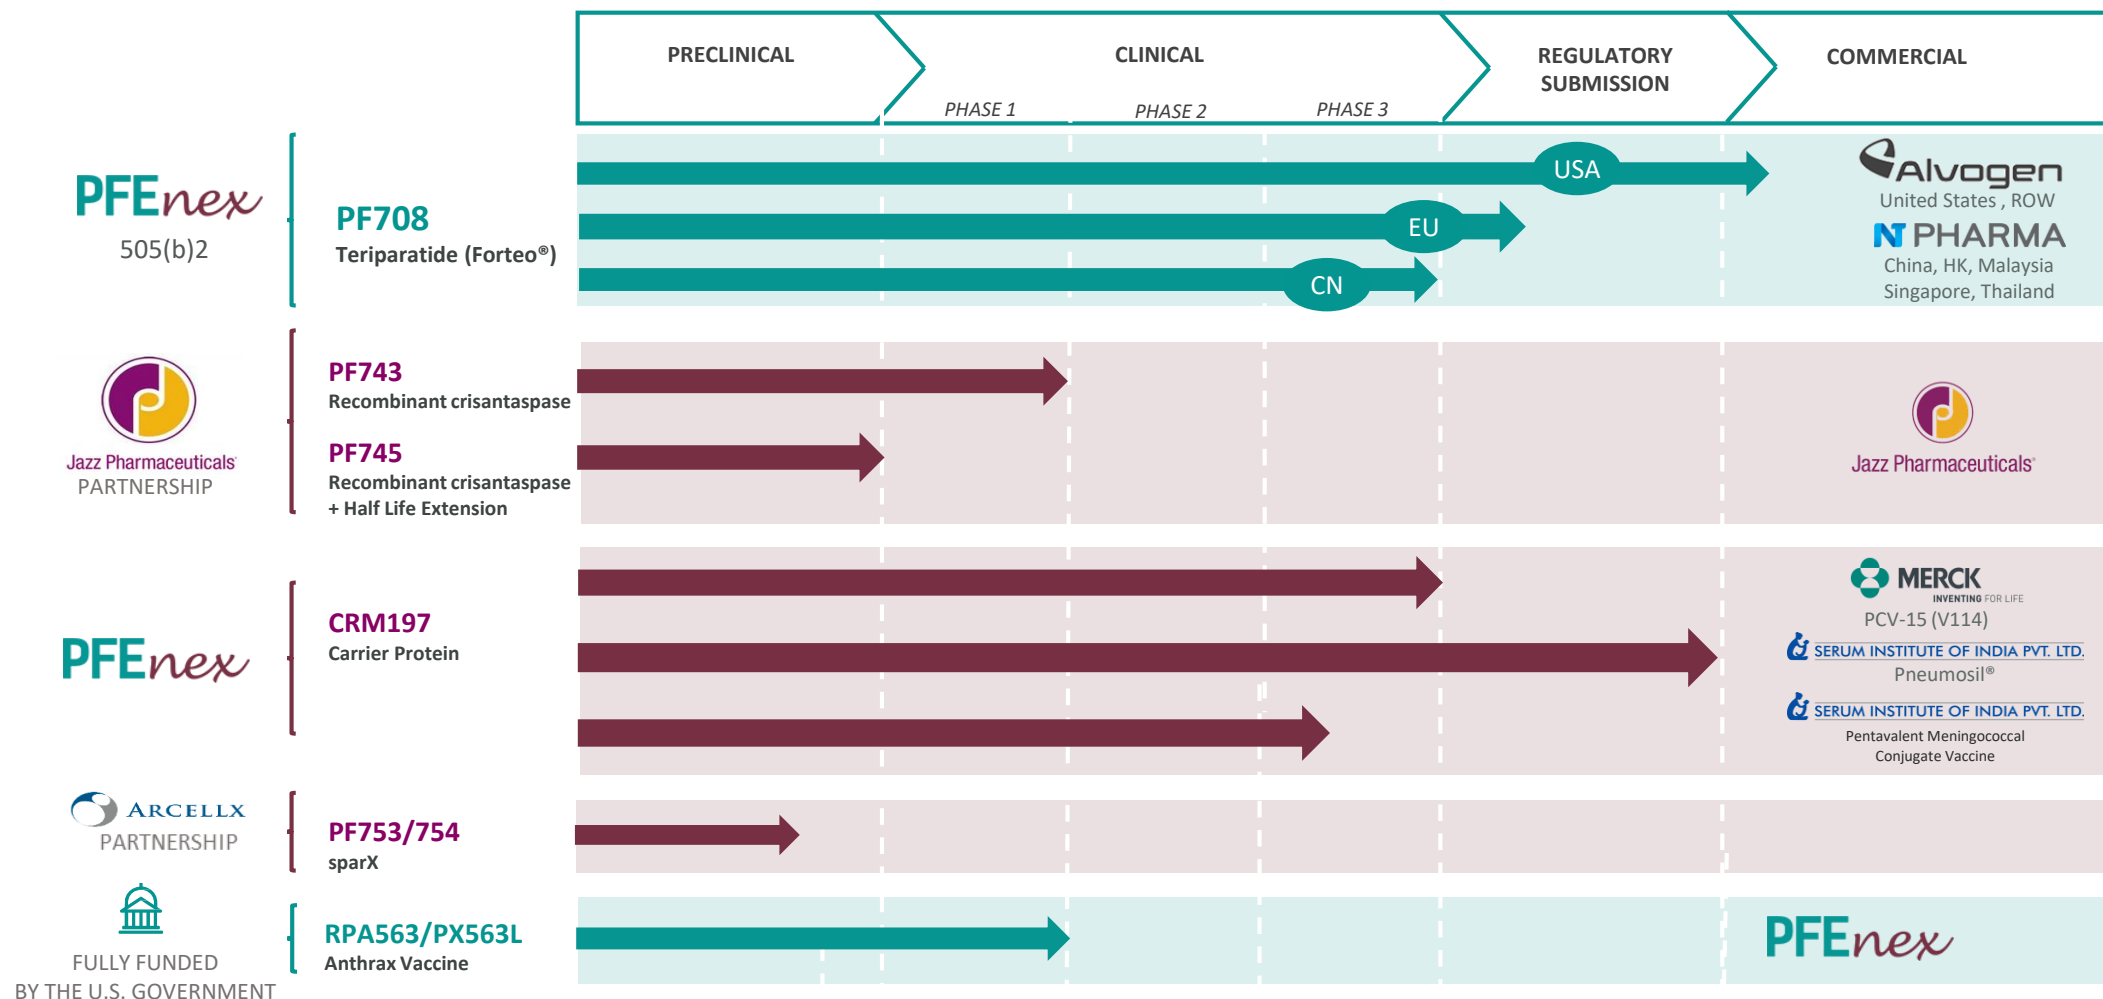 PRECLINICAL
CLINICAL
REGULATORY
SUBMISSION
COMMERCIAL
PHASE 1
PHASE 2
PHASE 3
PFEnex
505(b)2
PF708
Teriparatide (Forteo®)
USA
EU
CN
Alvogen
United States , ROW
NT PHARMA
China, HK, Malaysia
Singapore, Thailand
Jazz Pharmaceuticals
PARTNERSHIP
PF743
Recombinant crisantaspase
PF745
Recombinant crisantaspase
+ Half Life Extension
Jazz Pharmaceuticals®
PFEnex
CRM197
Carrier Protein
MERCK
INVENTING FOR LIFE
PCV-15 (V114)
SERUM INSTITUTE OF INDIA PVT. LTD.
Pneumosil®
SERUM INSTITUTE OF INDIA PVT. LTD.
Pentavalent Meningococcal
Conjugate Vaccine
ARCELLX
PARTNERSHIP
PF753/754
sparX
FULLY FUNDED
BY THE U.S. GOVERNMENT
RPA563/PX563L
Anthrax Vaccine
PFEnex